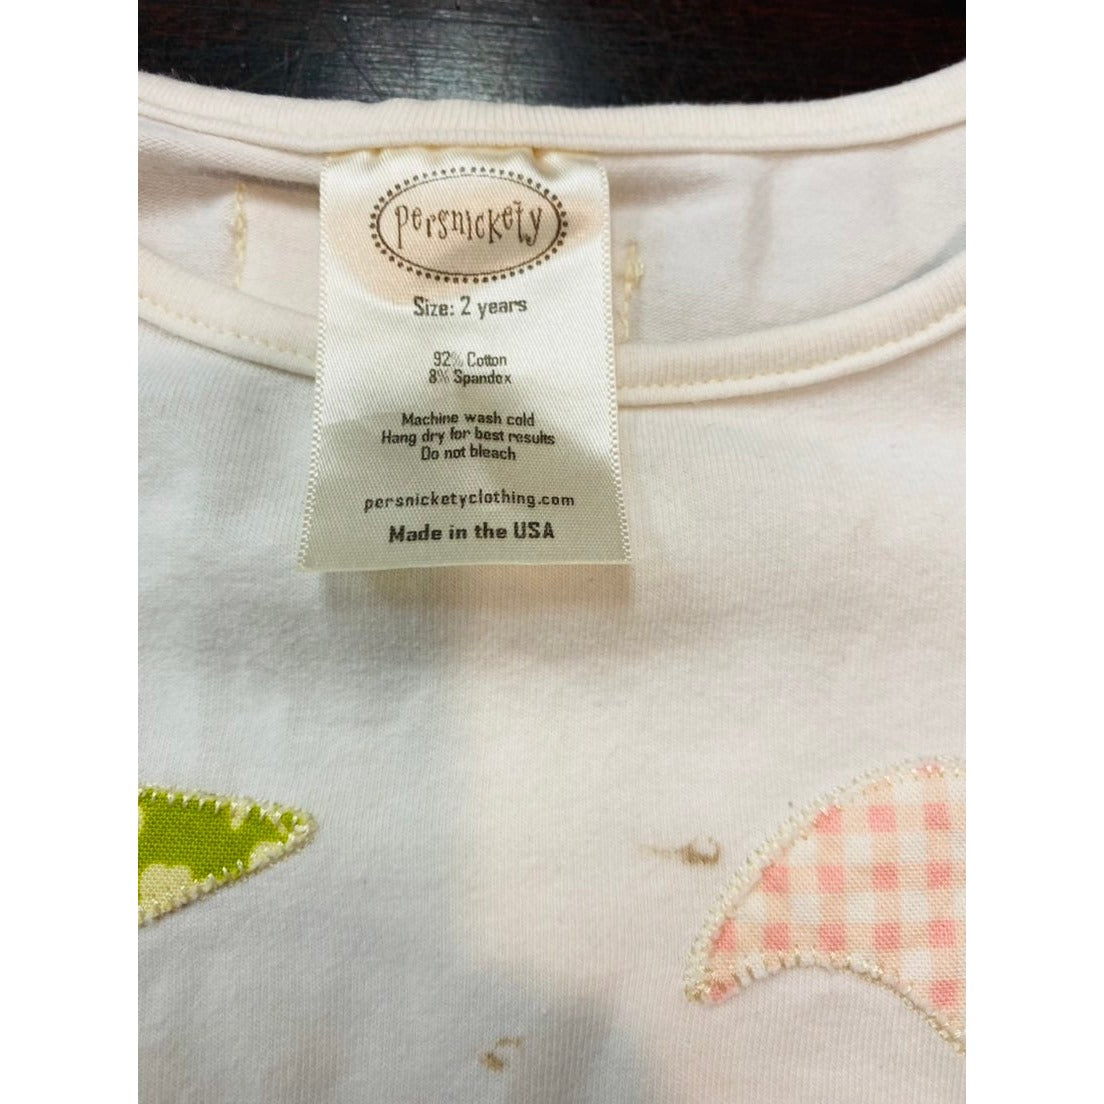 persnickety
Size: 2 years
92% Cotton
8% Spandex
Machine wash cold
Hang dry for best results
Do not bleach
persnicketyclothing.com
Made in the USA